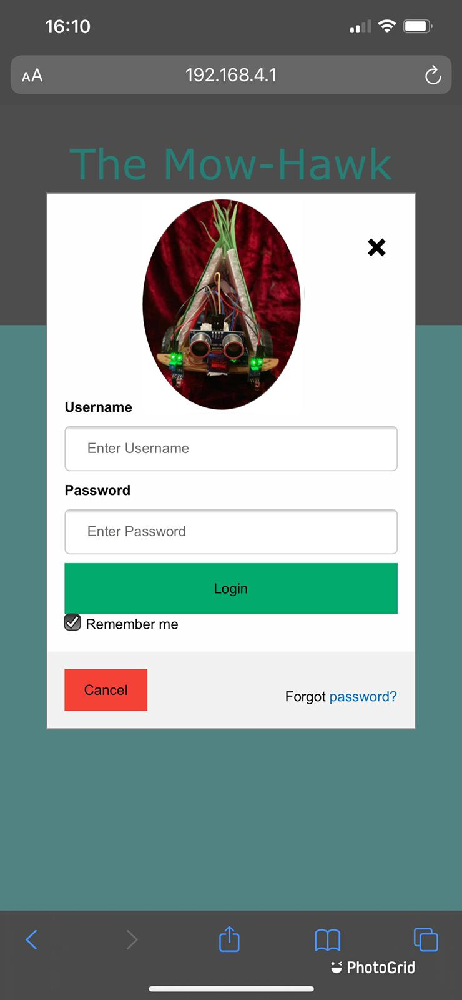 16:10
AA 192.168.4.1
The Mow-Hawk
Username
Enter Username
Password
Enter Password
Login
Remember me
Cancel
Forgot password?
PhotoGrid